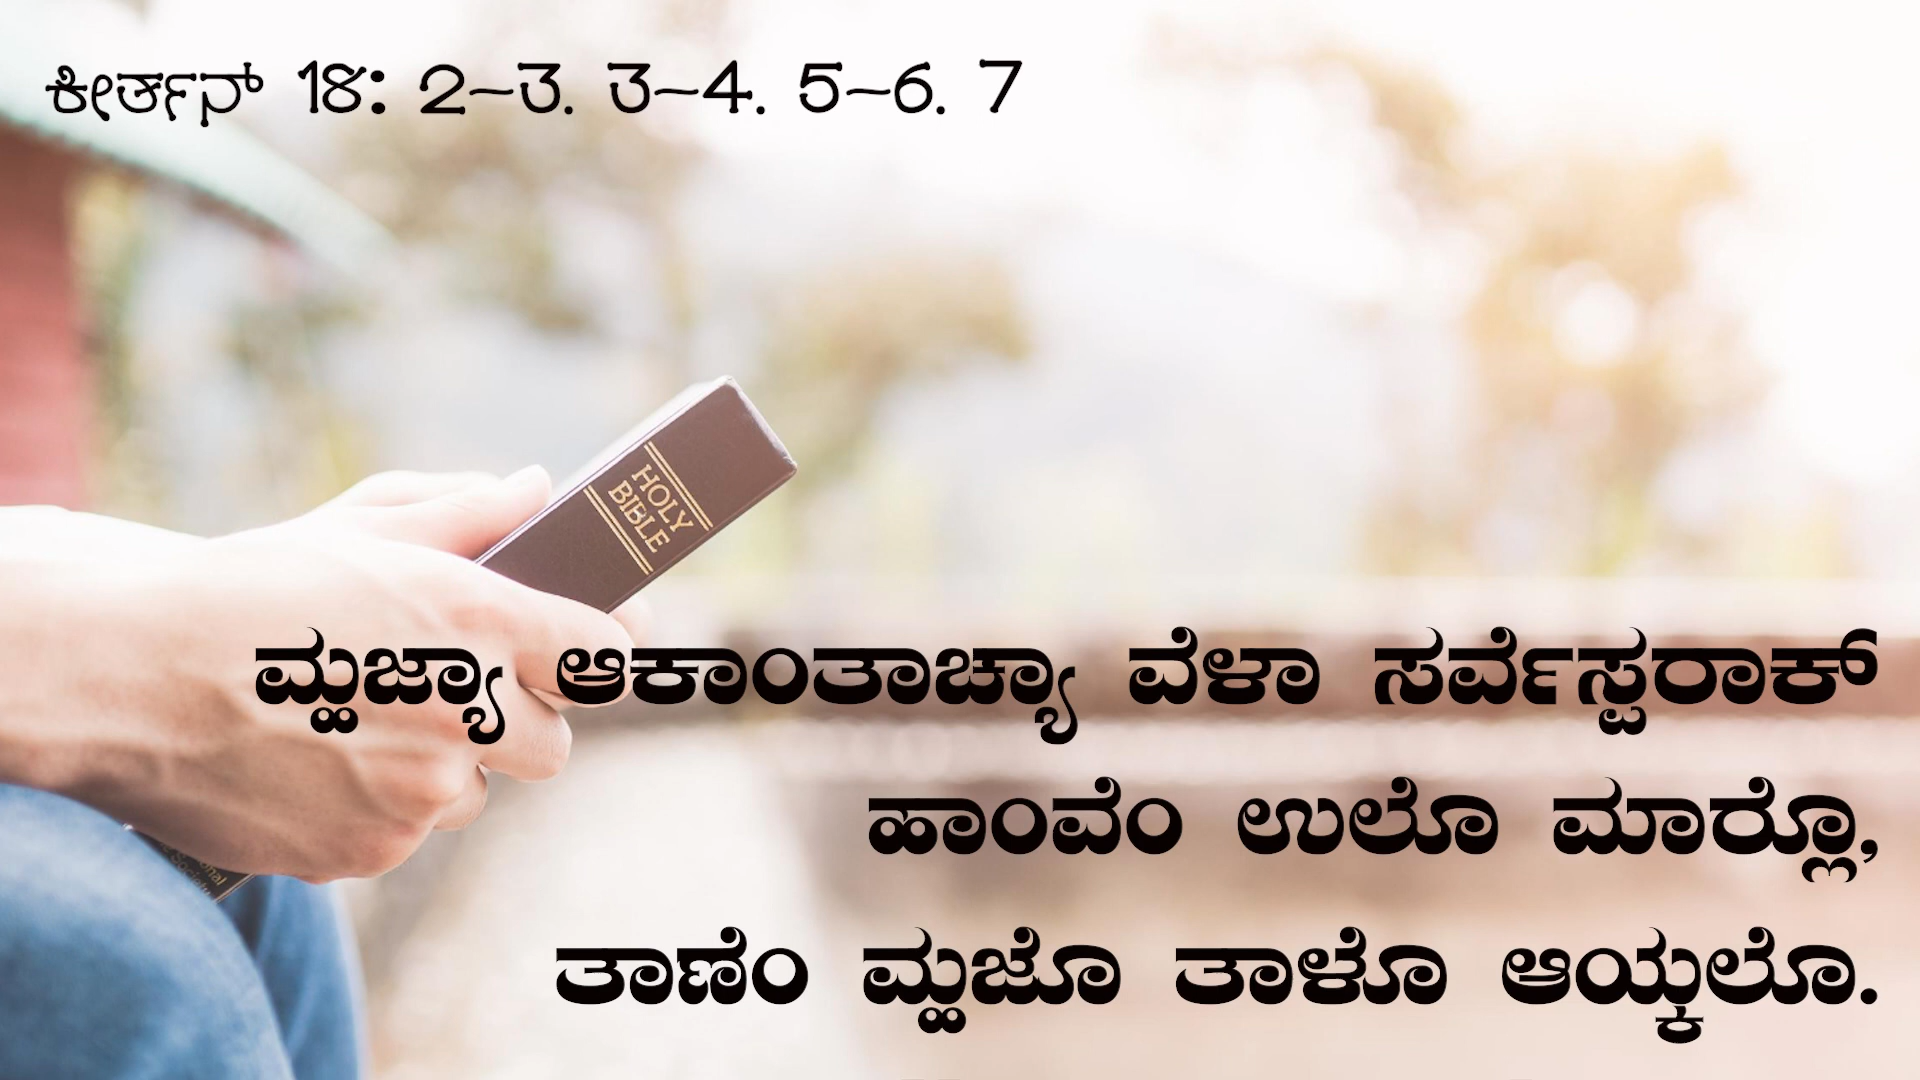 ಕೀರ್ತನ್ 18: 2-3. 3-4. 5-6. 7
HOLY
BIBLE
ಮ್ಹಜ್ಯಾ ಆಕಾಂತಾಚ್ಯಾ ವೆಳಾ ಸರ್ವೆಸ್ಪರಾಕ್
ಹಾಂವೆಂ ಉಲೊ ಮಾರ್‍ಲೊ,
ತಾಣೆಂ ಮ್ಹಜೊ ತಾಳೊ ಆಯ್ಕಲೊ.